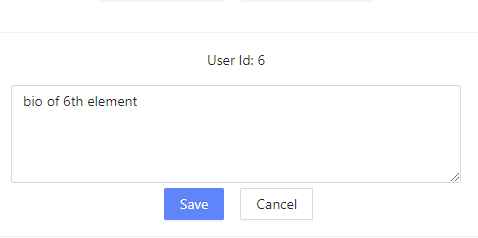 User Id: 6
bio of 6th element
Save
Cancel